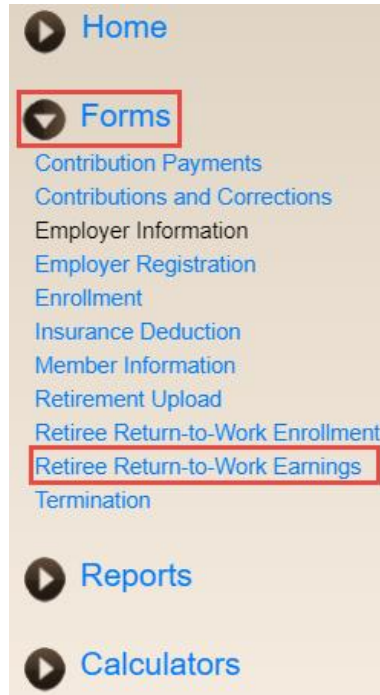 Home
Forms
Contribution Payments
Contributions and Corrections
Employer Information
Employer Registration
Enrollment
Insurance Deduction
Member Information
Retirement Upload
Retiree Return-to-Work Enrollment
Retiree Return-to-Work Earnings
Termination
Reports
Calculators